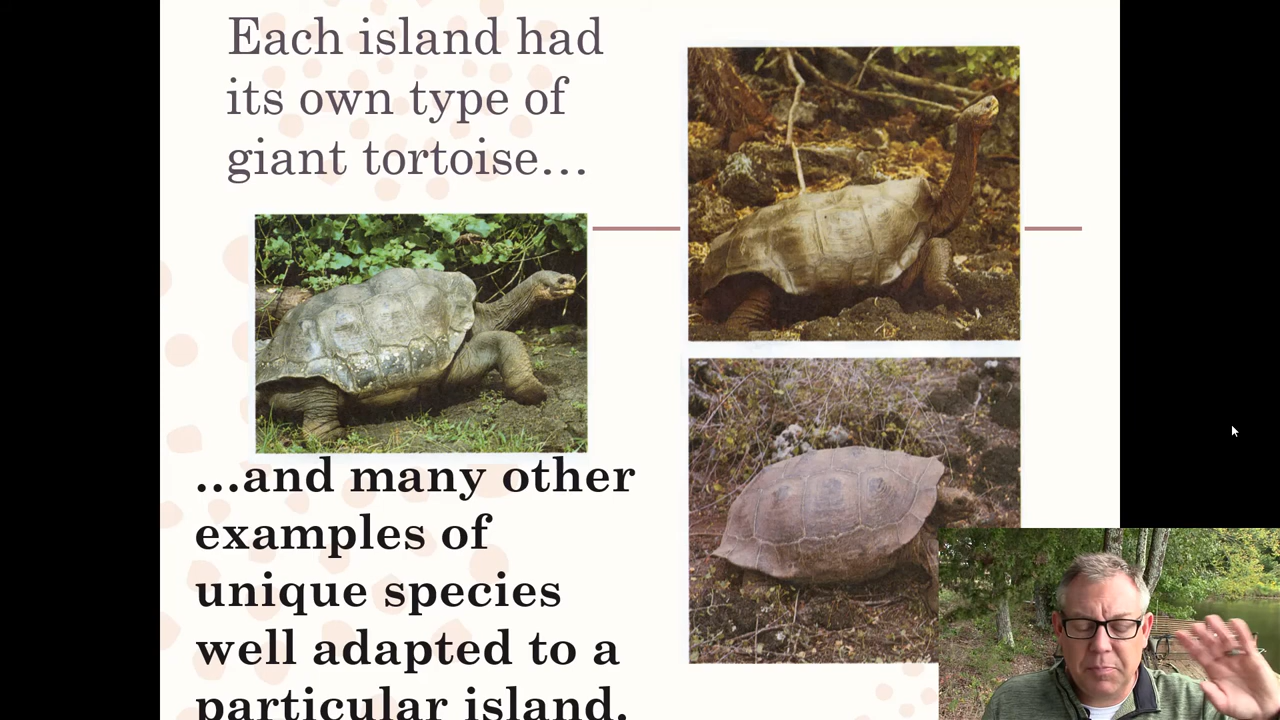 Each island had
its own type of
giant tortoise…
…and many other
examples of
unique species
well adapted to a
particular island.